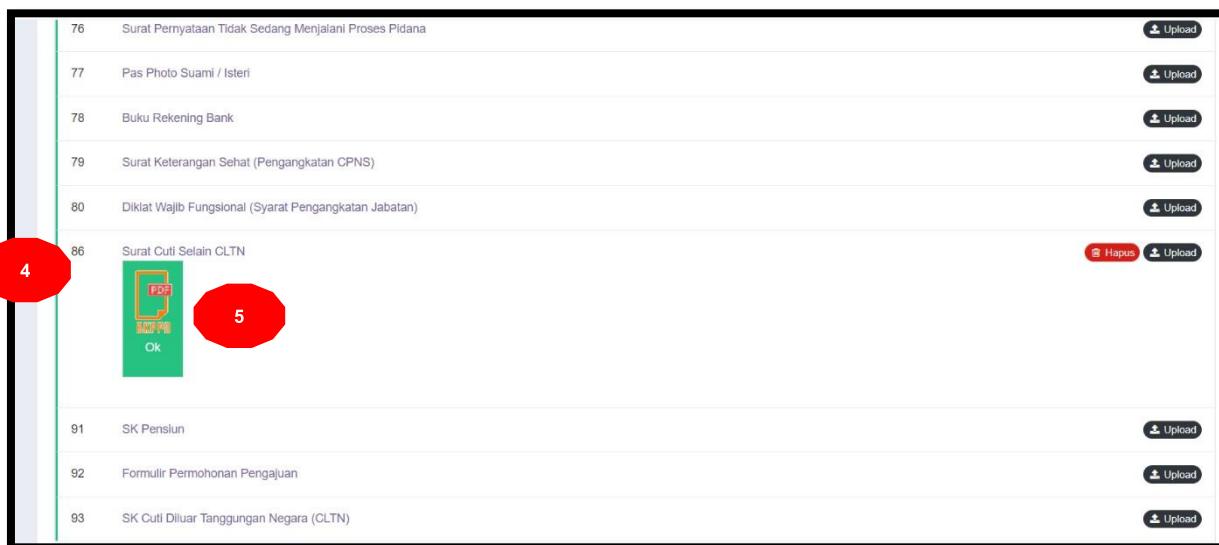 76 Surat Pernyataan Tidak Sedang Menjalani Proses Pidana Upload
77 Pas Photo Suami / Isteri Upload
78 Buku Rekening Bank Upload
79 Surat Keterangan Sehat (Pengangkatan CPNS) Upload
80 Diklat Wajib Fungsional (Syarat Pengangkatan Jabatan) Upload
4 86 Surat Cuti Selain CLTN Hapus Upload
PDF
BKPPD
5
Ok
91 SK Pensiun Upload
92 Formulir Permohonan Pengajuan Upload
93 SK Cuti Diluar Tanggungan Negara (CLTN) Upload